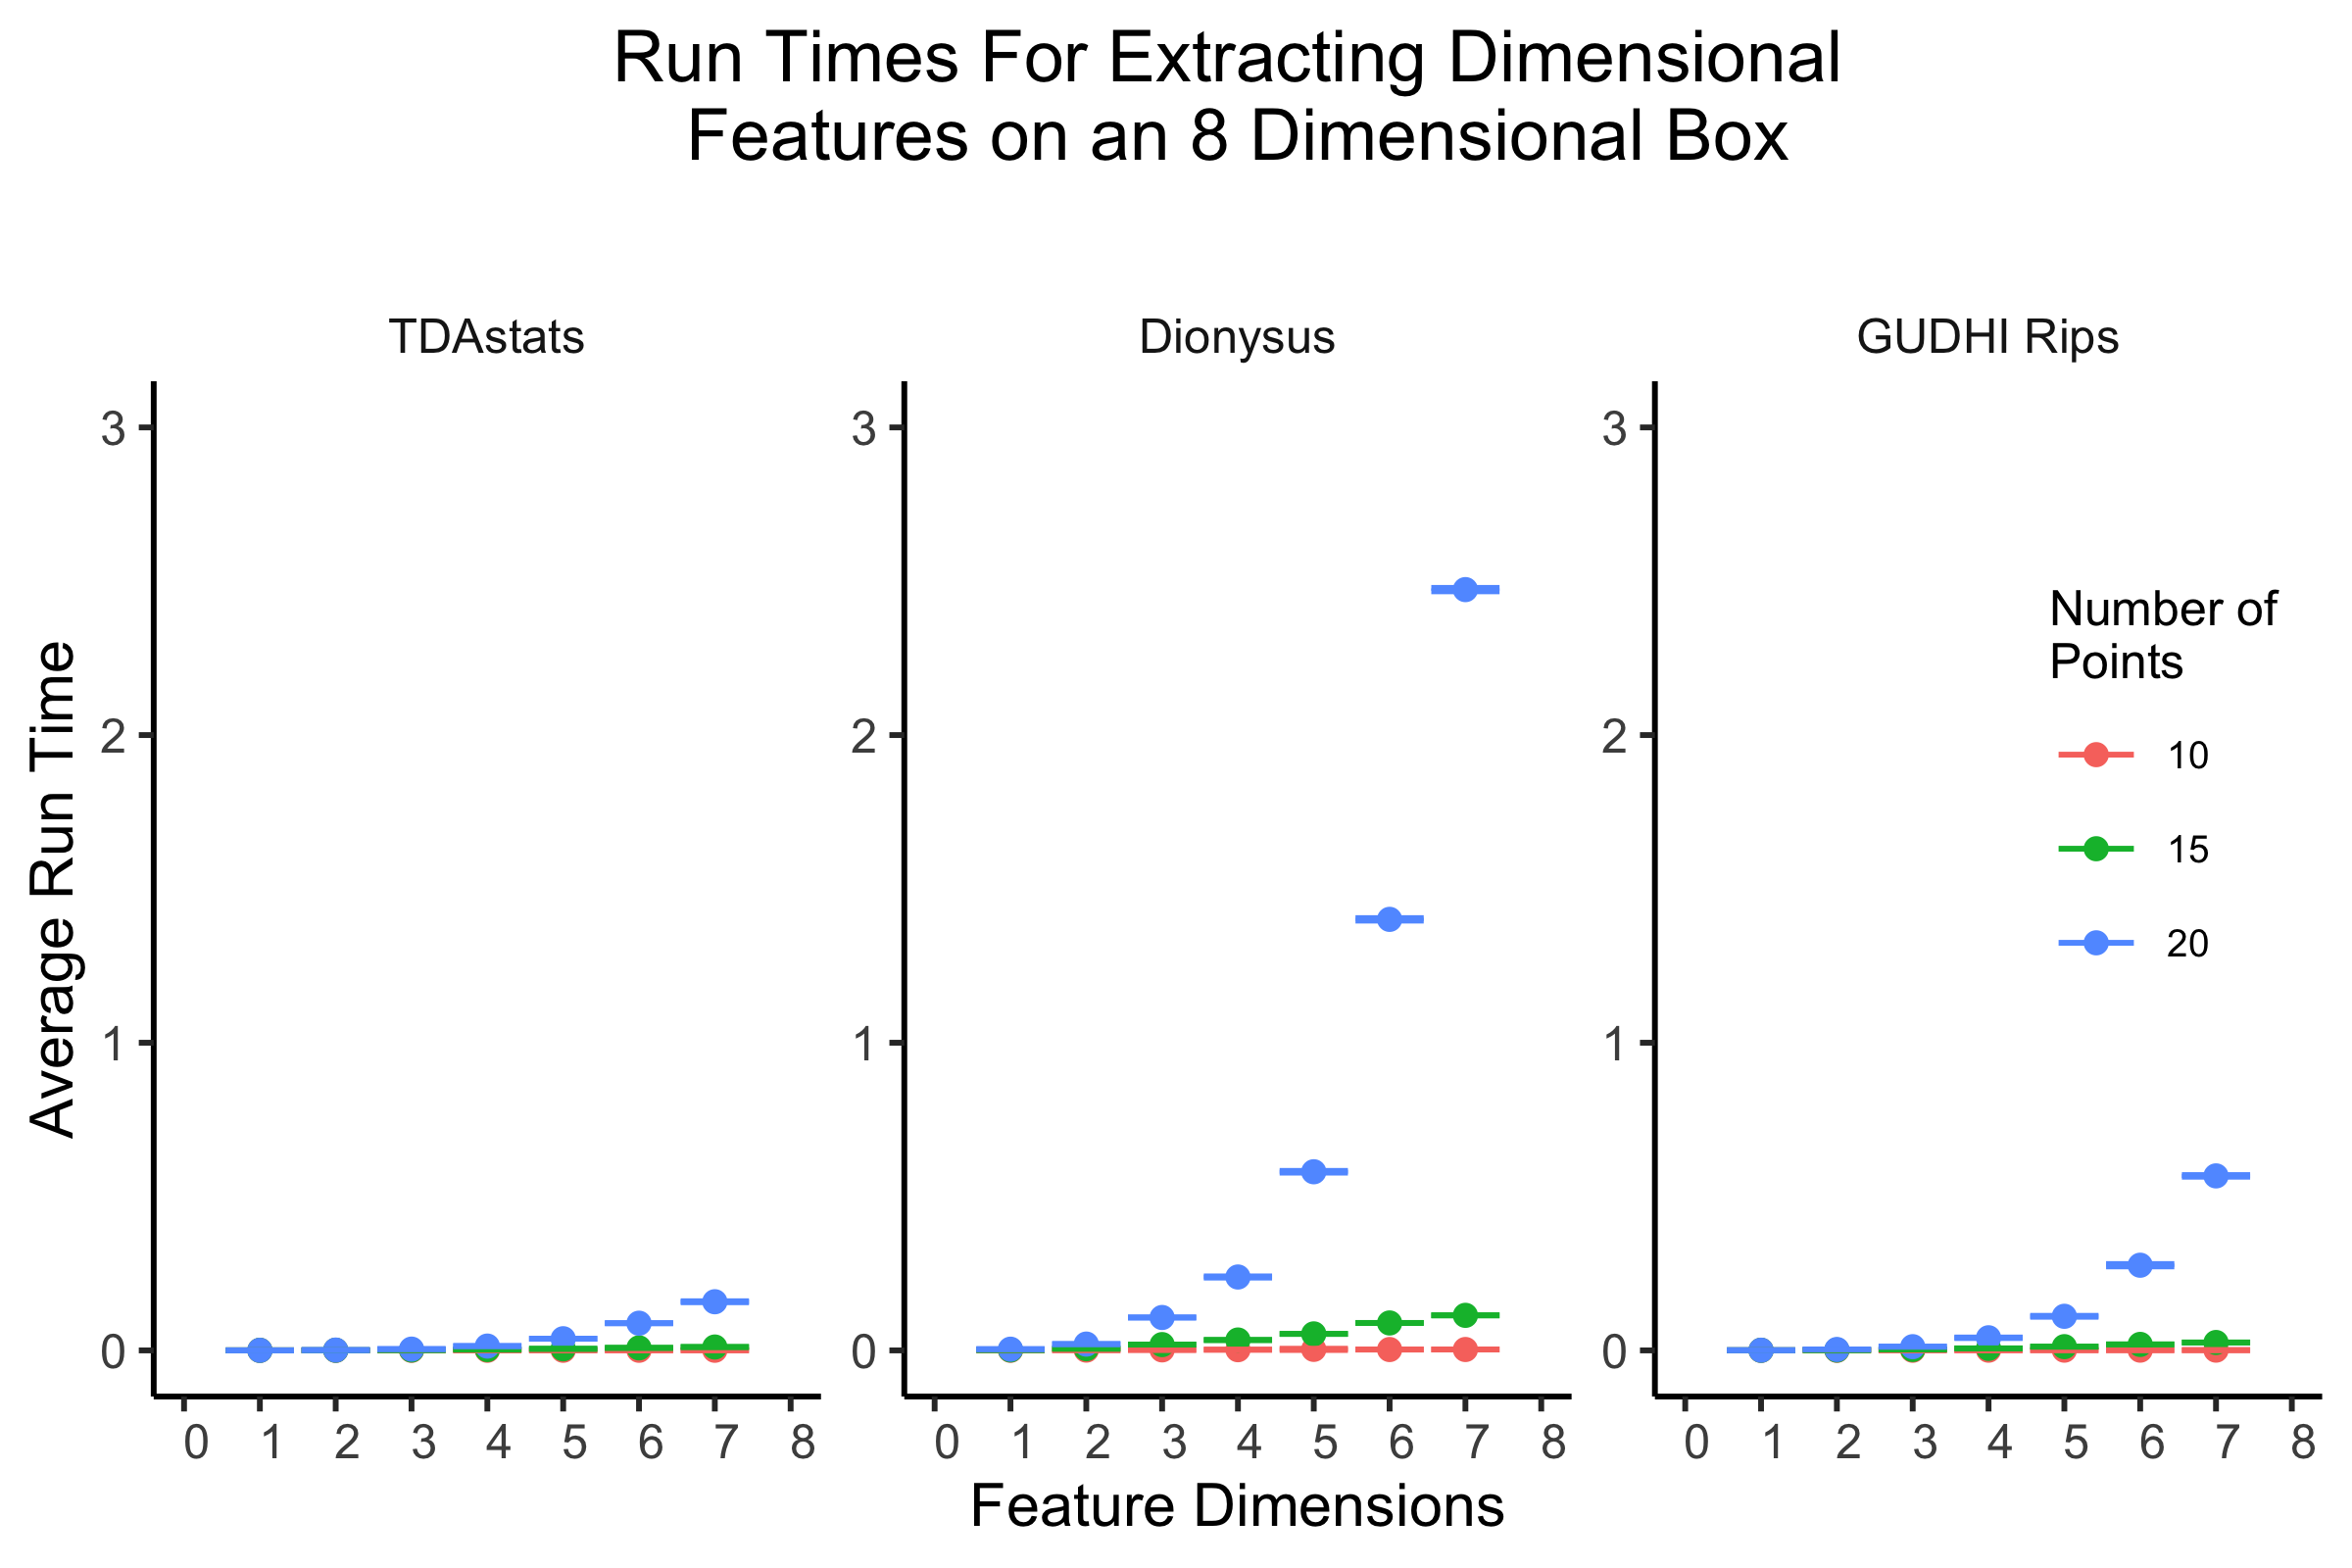 Run Times For Extracting Dimensional
Features on an 8 Dimensional Box
TDAstats
Dionysus
GUDHI Rips
Average Run Time
3
2
1
0
3
2
1
0
3
2
1
0
Number of
Points
10
15
20
0 1 2 3 4 5 6 7 8
0 1 2 3 4 5 6 7 8
0 1 2 3 4 5 6 7 8
Feature Dimensions